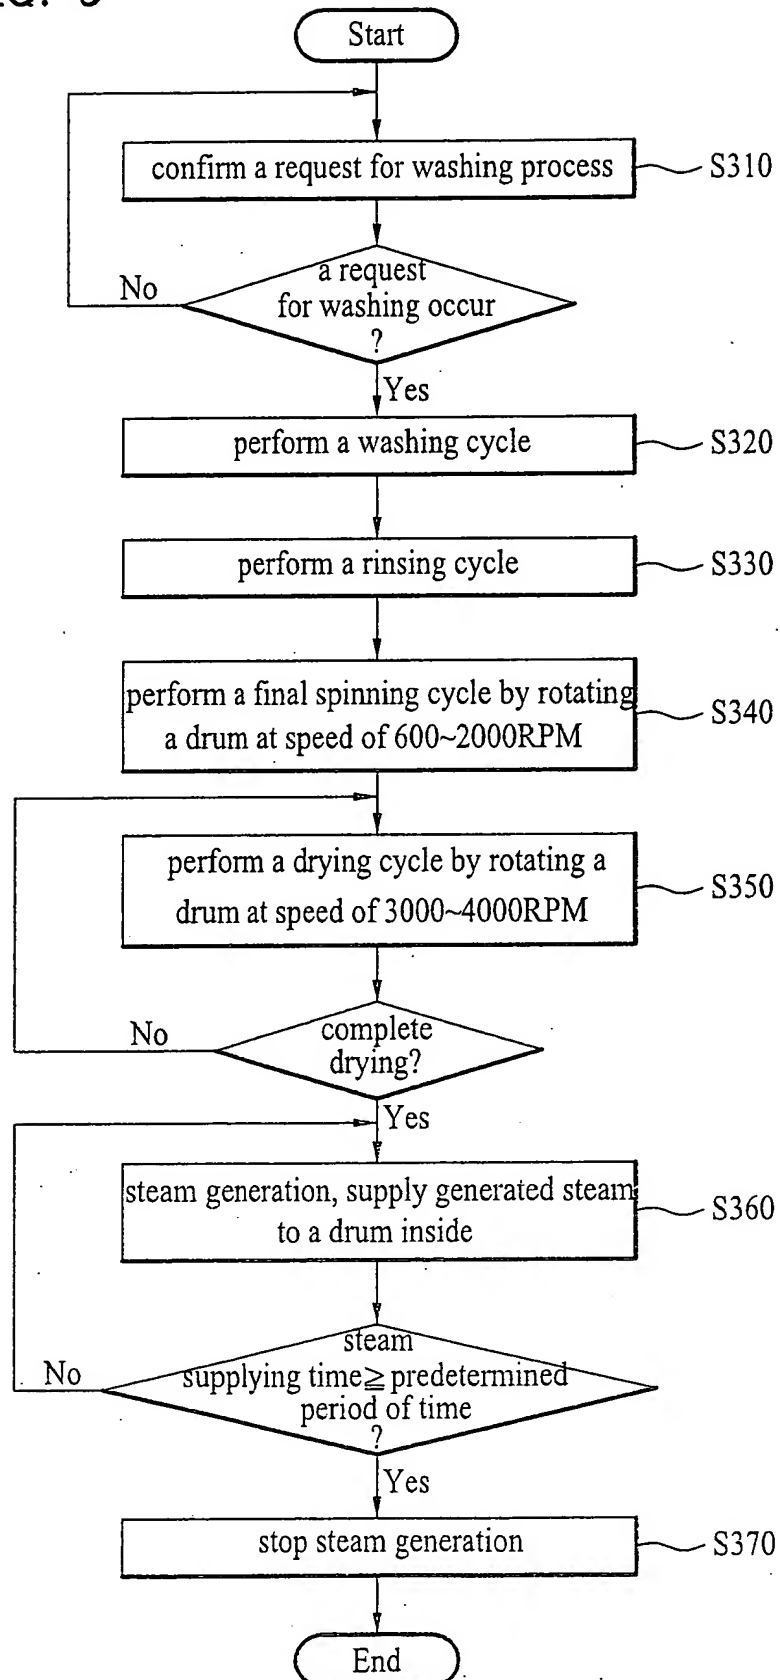 Start
confirm a request for washing process
S310
a request
for washing occur
?
No
Yes
perform a washing cycle
S320
perform a rinsing cycle
S330
perform a final spinning cycle by rotating
a drum at speed of 600~2000RPM
S340
perform a drying cycle by rotating a
drum at speed of 3000~4000RPM
S350
complete
drying?
No
Yes
steam generation, supply generated steam
to a drum inside
S360
steam
supplying time≧predetermined
period of time
?
No
Yes
stop steam generation
S370
End